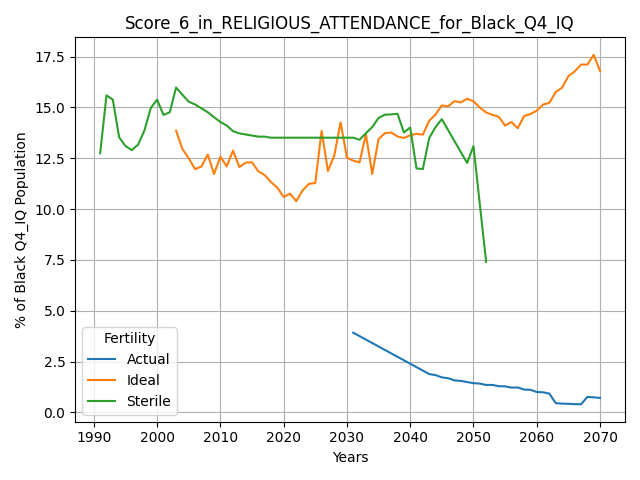 Score_6_in_RELIGIOUS_ATTENDANCE_for_Black_Q4_IQ
% of Black Q4_IQ Population
17.5
15.0
12.5
10.0
7.5
5.0
2.5
0.0
Fertility
Actual
Ideal
Sterile
1990 2000 2010 2020 2030 2040 2050 2060 2070
Years